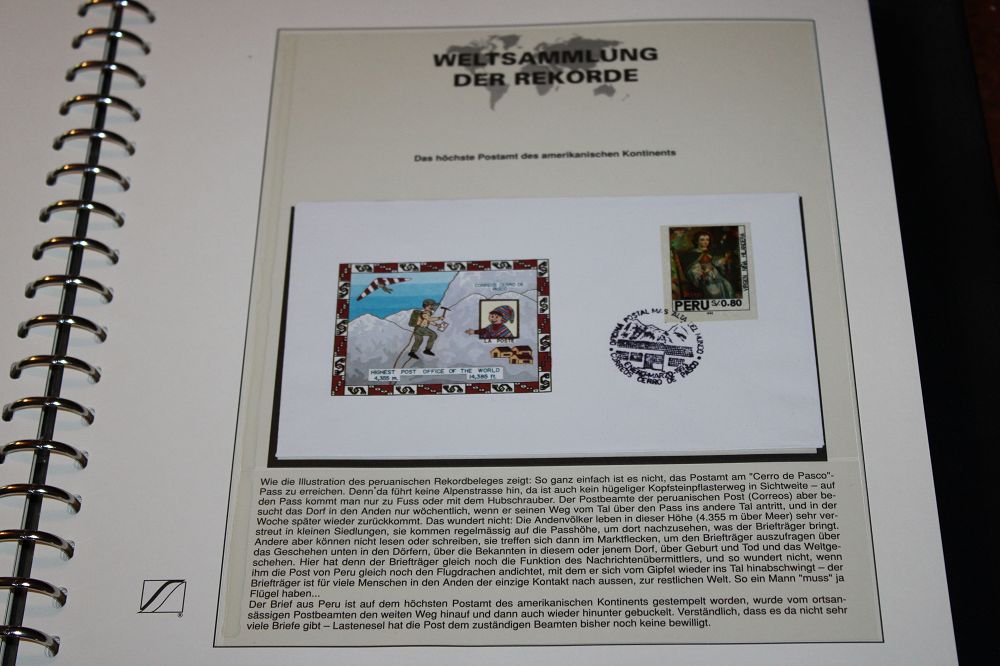 WELTSAMMLUNG
DER REKORDE
Das höchste Postamt des amerikanischen Kontinents
CORREOS CERRO DE
PASCO
LA POSTE
HIGHEST POST OFFICE OF THE WORLD
4,355 m. 14,385 ft.
VIRGEN NIÑA HILANDERA
PERU S/. 0.80
OFICINA POSTAL MAS ALTA
CORREOS CERRO DE PASCO
Wie die Illustration des peruanischen Rekordbeleges zeigt: So ganz einfach ist es nicht, das Postamt am "Cerro de Pasco"-
Pass zu erreichen. Denn da führt keine Alpenstrasse hin, da ist auch kein hügeliger Kopfsteinpflasterweg in Sichtweite – auf
den Pass kommt man nur zu Fuss oder mit dem Hubschrauber. Der Postbeamte der peruanischen Post (Correos) aber be-
sucht das Dorf in den Anden nur wöchentlich, wenn er seinen Weg vom Tal über den Pass ins andere Tal antritt, und in der
Woche später wieder zurückkommt. Das wundert nicht: Die Andenvölker leben in dieser Höhe (4.355 m über Meer) sehr ver-
streut in kleinen Siedlungen, sie kommen regelmässig auf die Passhöhe, um dort nachzusehen, was der Briefträger bringt.
Andere aber können nicht lesen oder schreiben, sie treffen sich dann im Marktflecken, um den Briefträger auszufragen über
das Geschehen unten in den Dörfern, über die Bekannten in diesem oder jenem Dorf, über Geburt und Tod und das Weltge-
schehen. Hier hat denn der Briefträger gleich noch die Funktion des Nachrichtenübermittlers, und so wundert nicht, wenn
ihm die Post von Peru gleich noch den Flugdrachen andichtet, mit dem er sich vom Gipfel wieder ins Tal hinabschwingt – der
Briefträger ist für viele Menschen in den Anden der einzige Kontakt nach aussen, zur restlichen Welt. So ein Mann "muss" ja
Flügel haben...
Der Brief aus Peru ist auf dem höchsten Postamt des amerikanischen Kontinents gestempelt worden, wurde vom ortsan-
sässigen Postbeamten den weiten Weg hinauf und dann auch wieder hinunter gebuckelt. Verständlich, dass es da nicht sehr
viele Briefe gibt – Lastenesel hat die Post dem zuständigen Beamten bisher noch keine bewilligt.